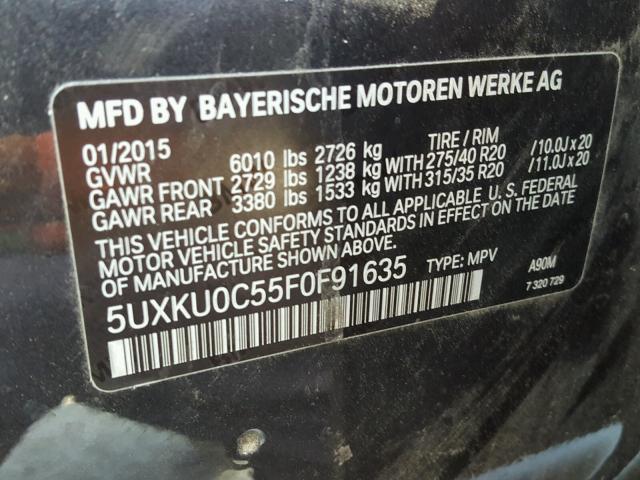 MFD BY BAYERISCHE MOTOREN WERKE AG
01/2015 TIRE / RIM
GVWR 6010 lbs 2726 kg
GAWR FRONT 2729 lbs 1238 kg WITH 275/40 R20 /10.0J x 20
GAWR REAR 3380 lbs 1533 kg WITH 315/35 R20 /11.0J x 20
THIS VEHICLE CONFORMS TO ALL APPLICABLE U. S. FEDERAL
MOTOR VEHICLE SAFETY STANDARDS IN EFFECT ON THE DATE
OF MANUFACTURE SHOWN ABOVE.
5UXKU0C55F0F91635 TYPE: MPV A90M
7 320 729